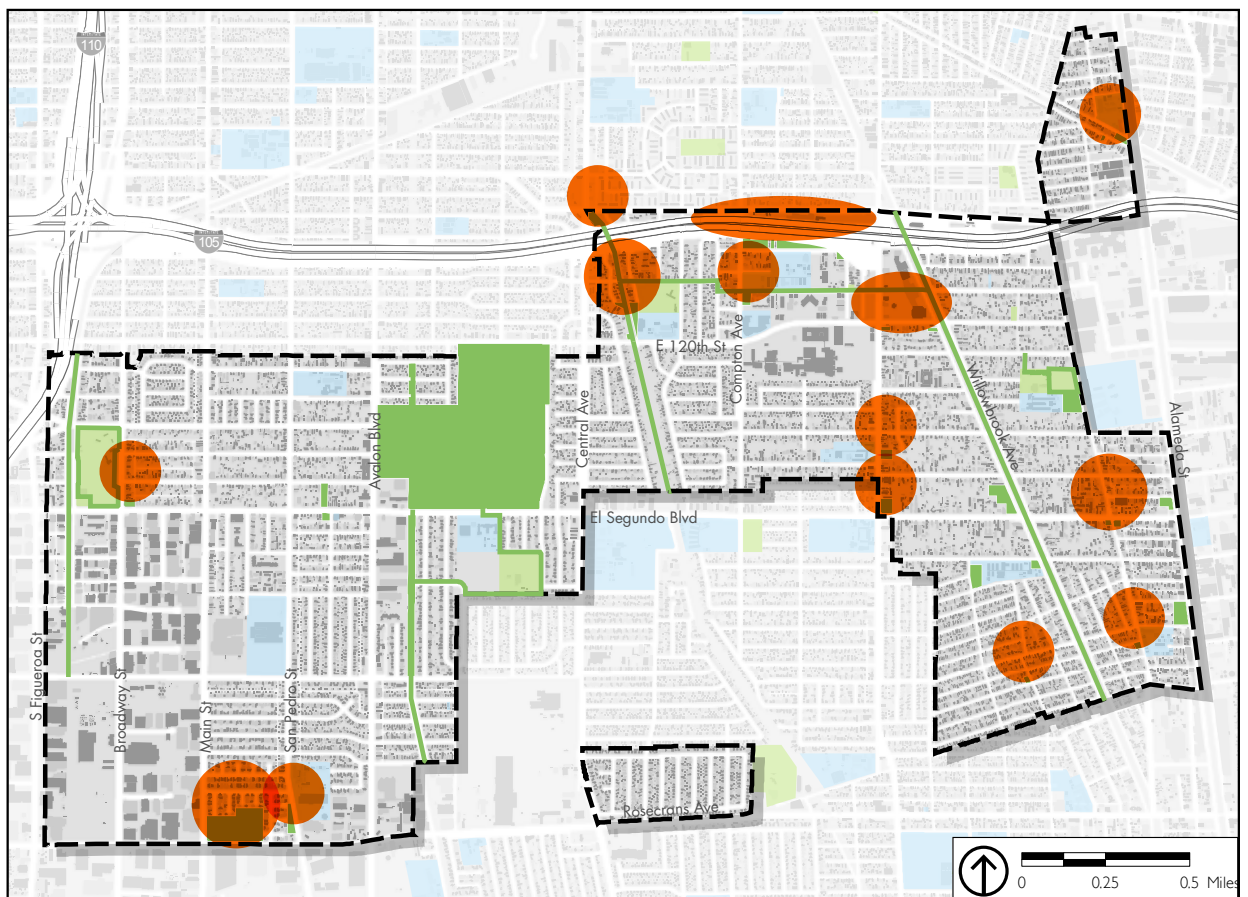 110
105
E 120th St
Compton Ave
Willowbrook Ave
Alameda St
Central Ave
Avalon Blvd
El Segundo Blvd
S Figueroa St
Broadway St
Main St
San Pedro St
Rosecrans Ave
0 0.25 0.5 Miles